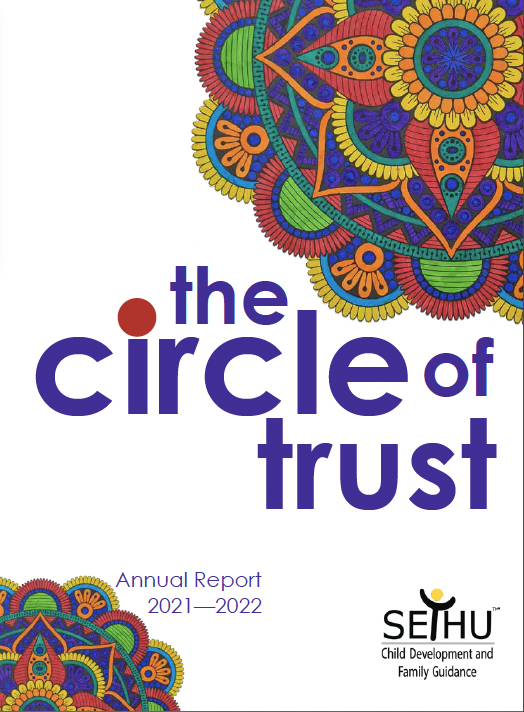 the
circle of
trust
Annual Report
2021—2022
SETHU™
Child Development and
Family Guidance